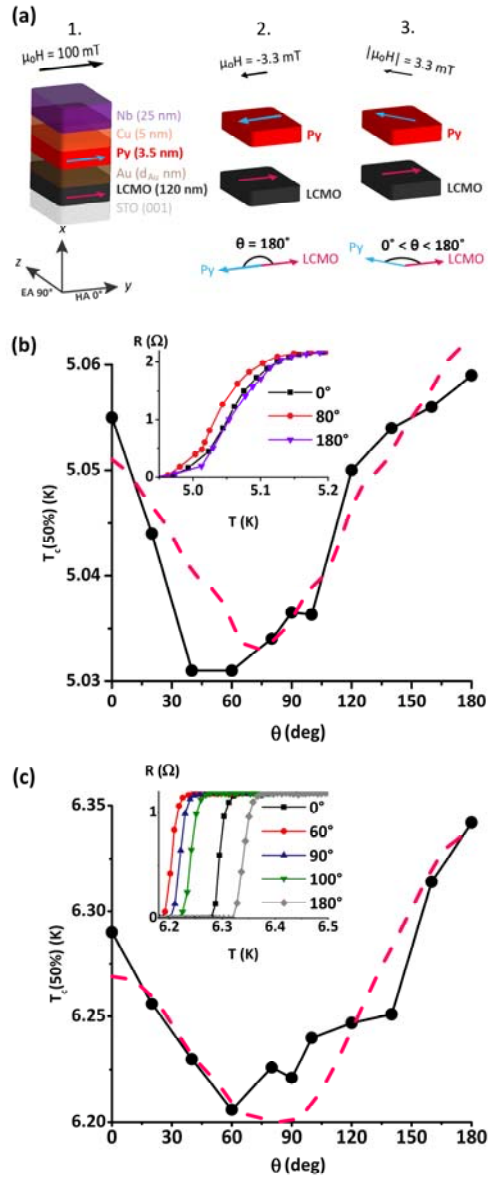 (a)
1.
2.
3.
μ₀H = 100 mT
μ₀H = -3.3 mT
|μ₀H| = 3.3 mT
Nb (25 nm)
Cu (5 nm)
Py (3.5 nm)
Au (d_Au nm)
LCMO (120 nm)
STO (001)
Py
LCMO
Py
LCMO
x
z
y
EA 90°
HA 0°
θ = 180°
Py
LCMO
0° < θ < 180°
Py
LCMO
(b)
T_c(50%) (K)
5.06
5.05
5.04
5.03
R (Ω)
2
1
0
0°
80°
180°
5.0
5.1
5.2
T (K)
0
30
60
90
120
150
180
θ (deg)
(c)
T_c(50%) (K)
6.35
6.30
6.25
6.20
R (Ω)
1
0
0°
60°
90°
100°
180°
6.2
6.3
6.4
6.5
T (K)
0
30
60
90
120
150
180
θ (deg)